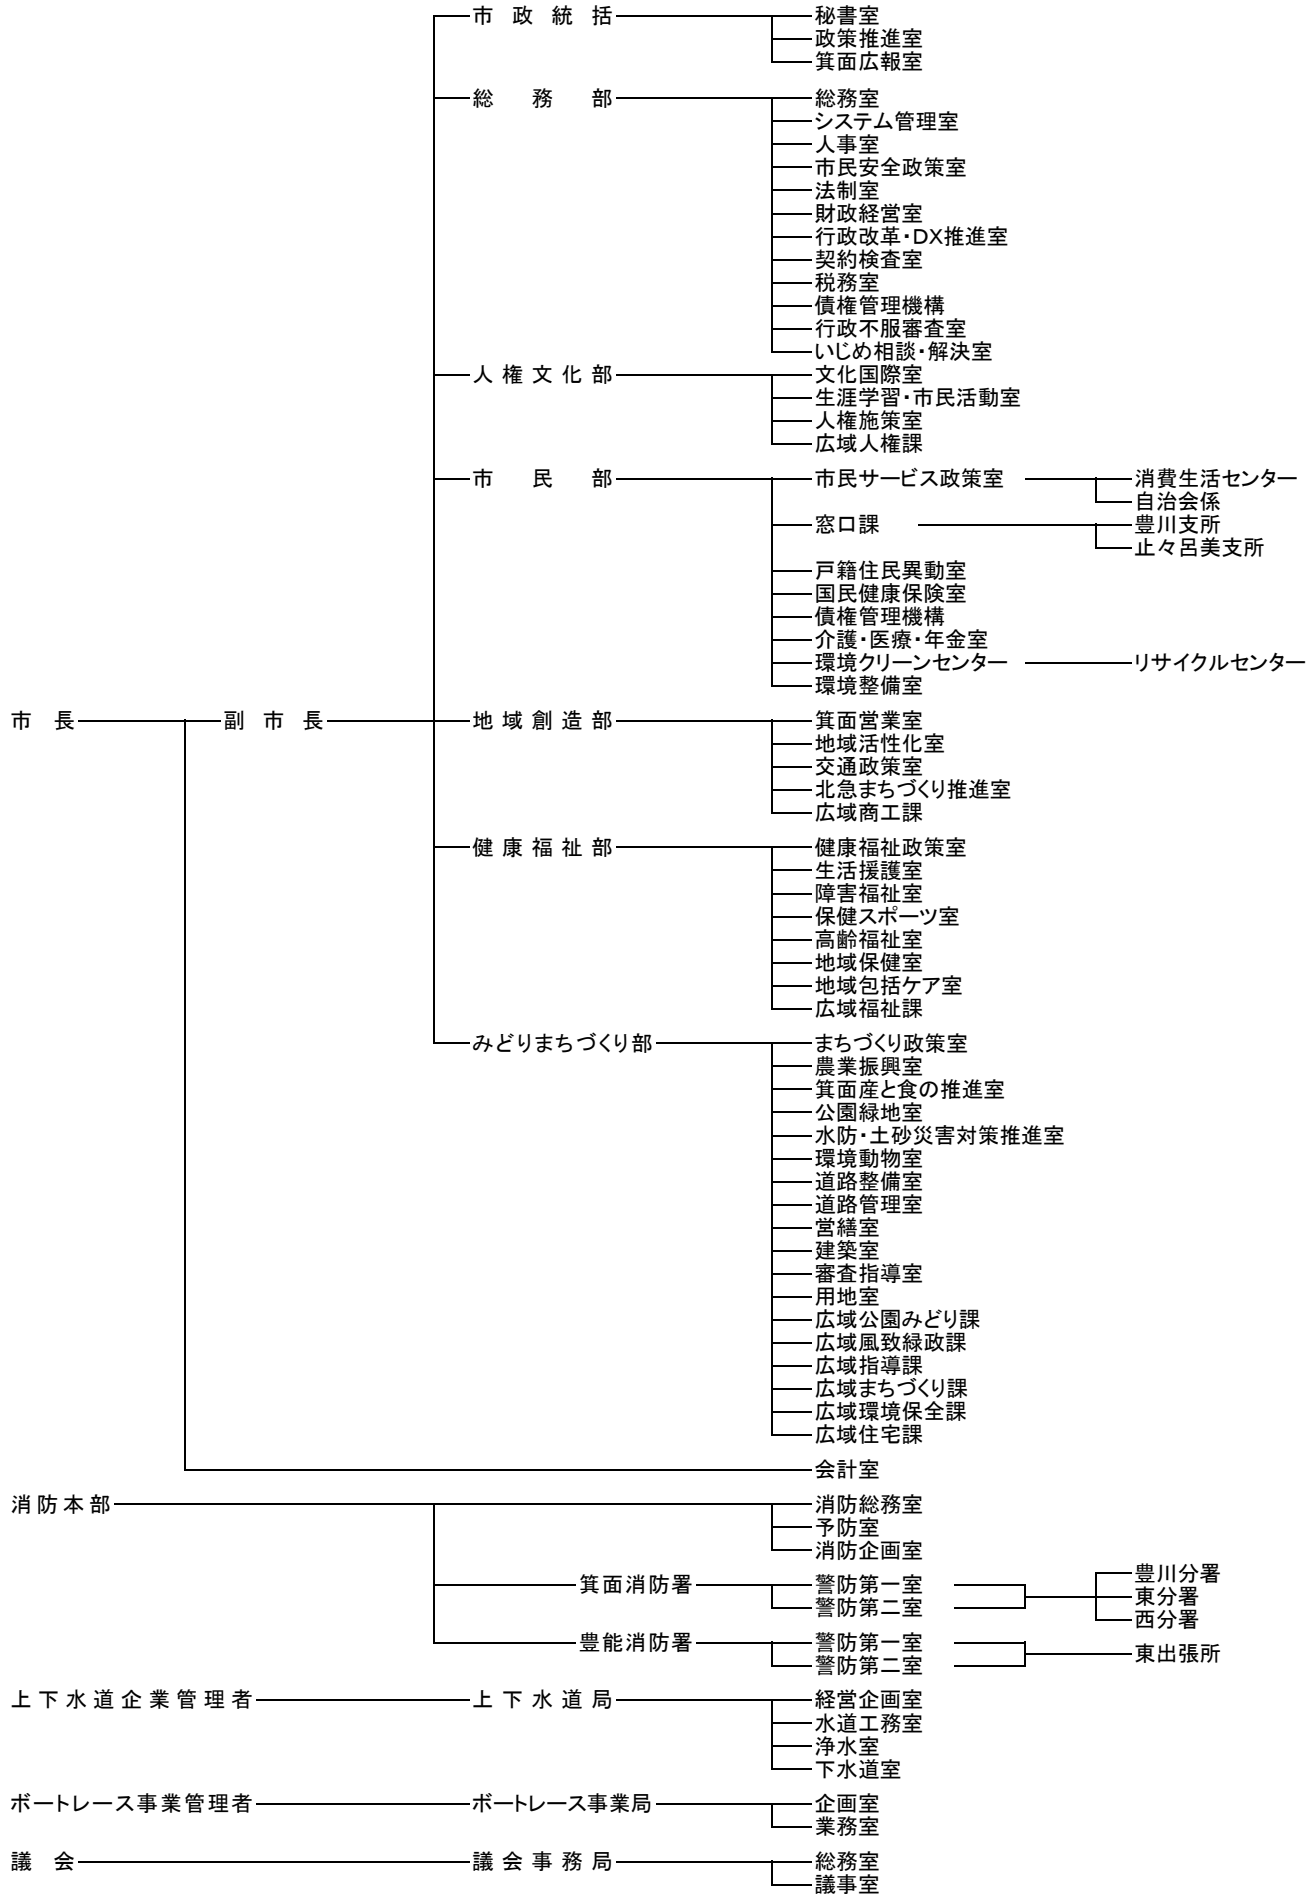 市政統括 秘書室
政策推進室
箕面広報室
総務部 総務室
システム管理室
人事室
市民安全政策室
法制室
財政経営室
行政改革・DX推進室
契約検査室
税務室
債権管理機構
行政不服審査室
いじめ相談・解決室
人権文化部 文化国際室
生涯学習・市民活動室
人権施策室
広域人権課
市民部 市民サービス政策室 消費生活センター
自治会係
窓口課 豊川支所
止々呂美支所
戸籍住民異動室
国民健康保険室
債権管理機構
介護・医療・年金室
環境クリーンセンター リサイクルセンター
環境整備室
市長 副市長 地域創造部 箕面営業室
地域活性化室
交通政策室
北急まちづくり推進室
広域商工課
健康福祉部 健康福祉政策室
生活援護室
障害福祉室
保健スポーツ室
高齢福祉室
地域保健室
地域包括ケア室
広域福祉課
みどりまちづくり部 まちづくり政策室
農業振興室
箕面産と食の推進室
公園緑地室
水防・土砂災害対策推進室
環境動物室
道路整備室
道路管理室
営繕室
建築室
審査指導室
用地室
広域公園みどり課
広域風致緑政課
広域指導課
広域まちづくり課
広域環境保全課
広域住宅課
会計室
消防本部 消防総務室
予防室
消防企画室
豊川分署
箕面消防署 警防第一室
東分署
警防第二室
西分署
豊能消防署 警防第一室
東出張所
警防第二室
上下水道企業管理者 上下水道局 経営企画室
水道工務室
浄水室
下水道室
ボートレース事業管理者 ボートレース事業局 企画室
業務室
議会 議会事務局 総務室
議事室